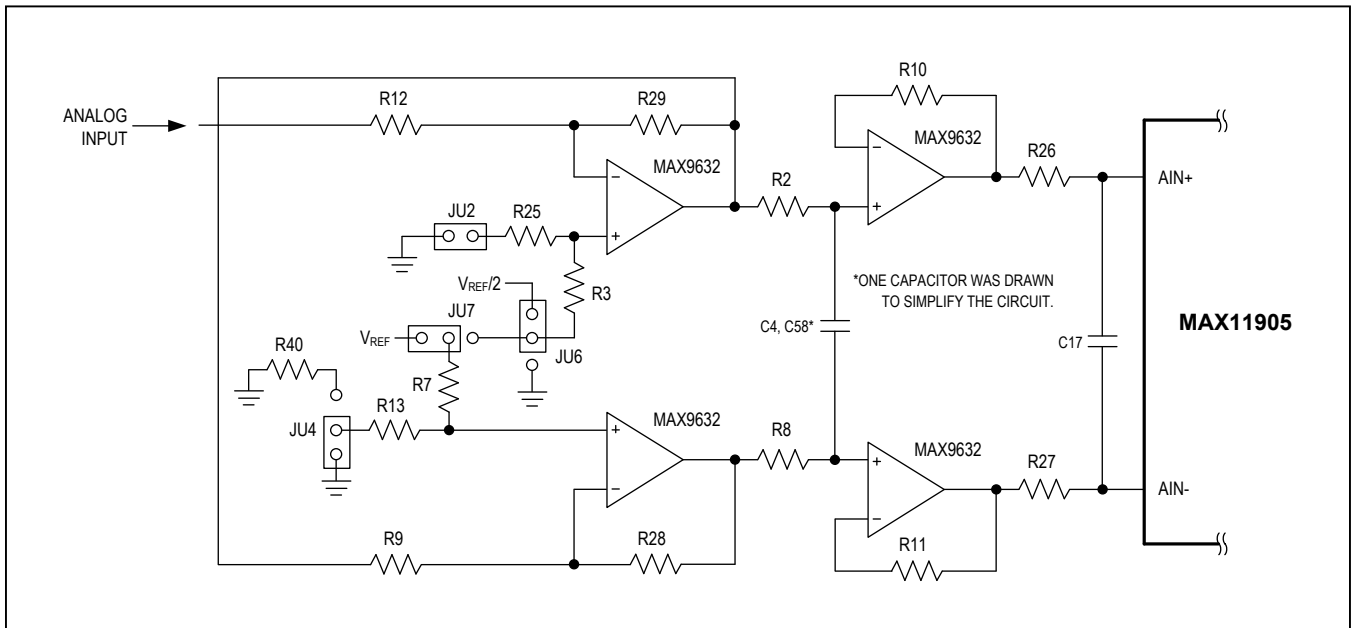 ANALOG
INPUT
R12
R29
MAX9632
R10
MAX9632
R26
R2
AIN+
JU2
R25
VREF/2
R3
JU7
VREF
JU6
*ONE CAPACITOR WAS DRAWN
TO SIMPLIFY THE CIRCUIT.
MAX11905
C4, C58*
C17
R40
R7
R13
JU4
MAX9632
R8
MAX9632
R27
AIN-
R9
R28
R11